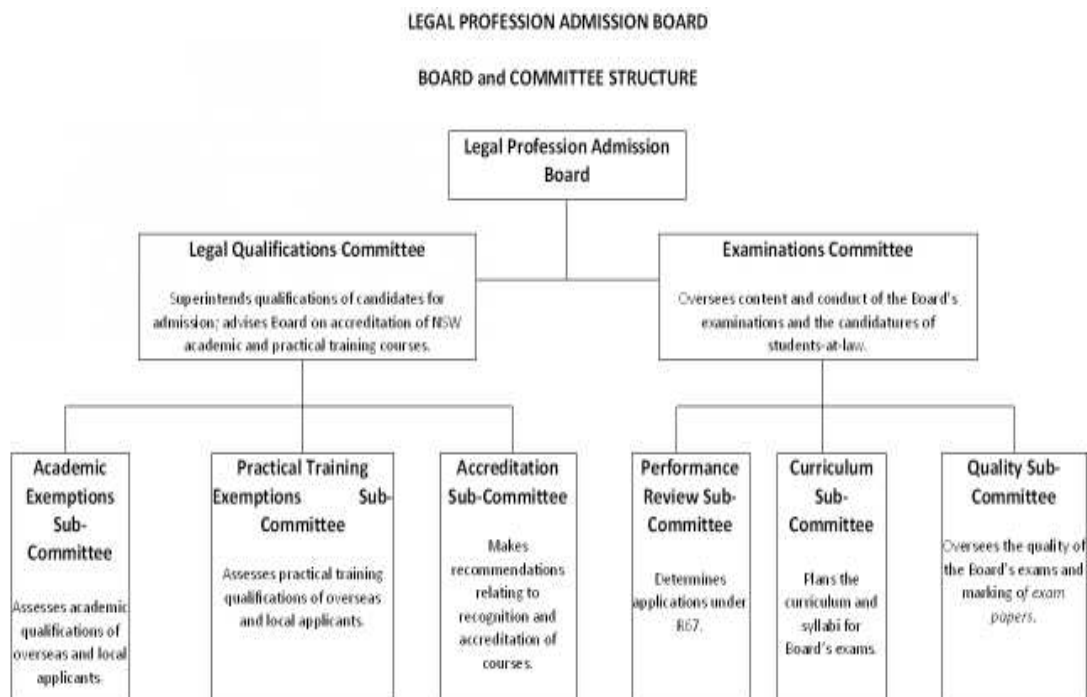 LEGAL PROFESSION ADMISSION BOARD
BOARD and COMMITTEE STRUCTURE
Legal Profession Admission
Board
Legal Qualifications Committee
Superintends qualifications of candidates for
admission; advises Board on accreditation of NSW
academic and practical training courses.
Examinations Committee
Oversees content and conduct of the Board's
examinations and the candidatures of
students-at-law.
Academic
Exemptions
Sub-
Committee
Assesses academic
qualifications of
overseas and local
applicants
Practical Training
Exemptions Sub-
Committee
Assesses practical training
qualifications of overseas
and local applicants.
Accreditation
Sub-Committee
Makes
recommendations
relating to
recognition and
accreditation of
courses.
Performance
Review Sub-
Committee
Determines
applications under
R67.
Curriculum
Sub-
Committee
Plans the
curriculum and
syllabi for
Board's exams.
Quality Sub-
Committee
Oversees the quality of
the Board's exams and
marking of exam
papers.